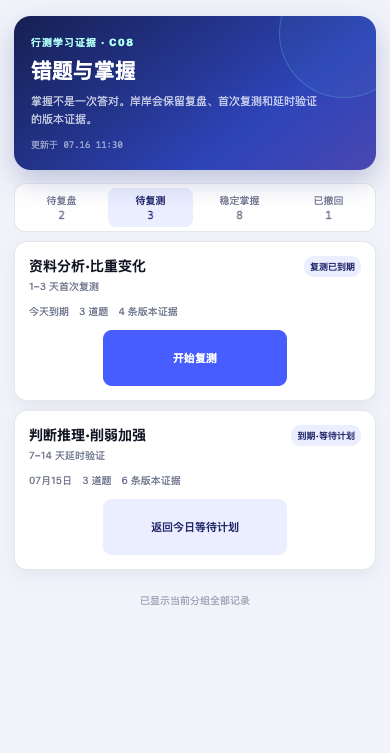 行测学习证据 · C08
错题与掌握
掌握不是一次答对。岸岸会保留复盘、首次复测和延时验证
的版本证据。
更新于 07.16 11:30
待复盘 待复测 稳定掌握 已撤回
2 3 8 1
资料分析·比重变化 复测已到期
1–3 天首次复测
今天到期 3 道题 4 条版本证据
开始复测
判断推理·削弱加强 到期·等待计划
7–14 天延时验证
07月15日 3 道题 6 条版本证据
返回今日等待计划
已显示当前分组全部记录